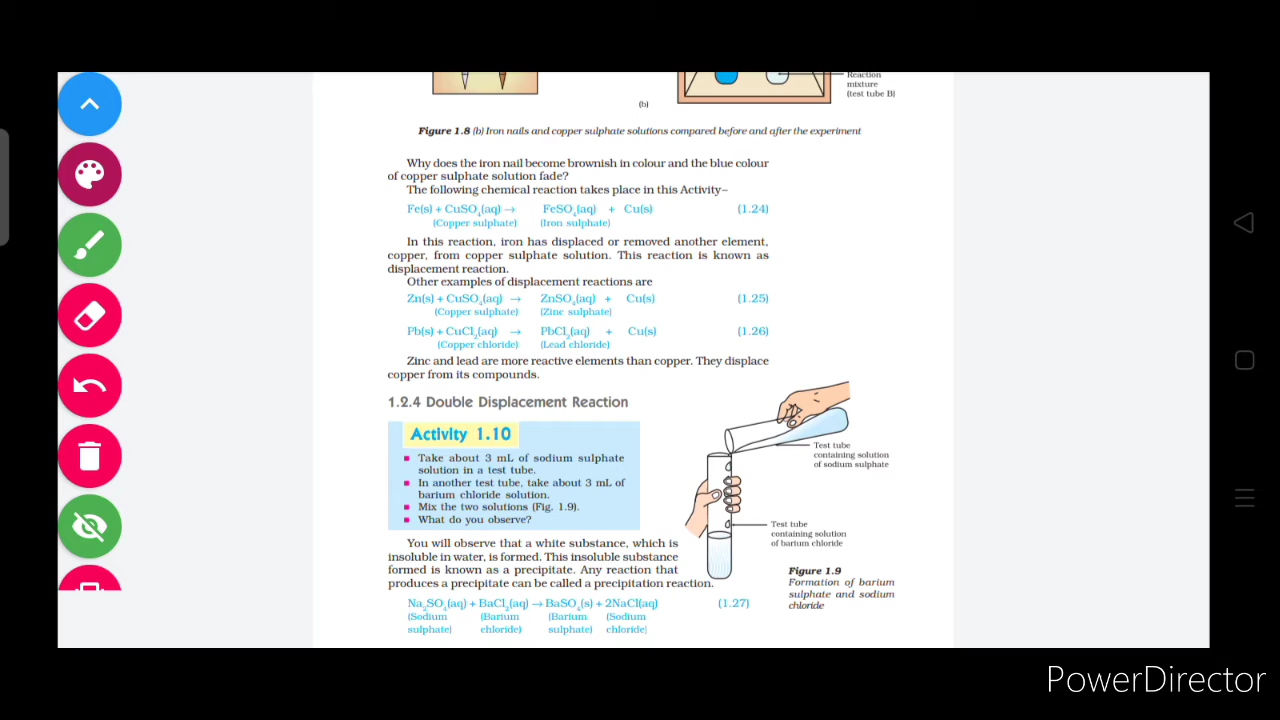 Reaction
mixture
(test tube B)
(b)
Figure 1.8 (b) Iron nails and copper sulphate solutions compared before and after the experiment
Why does the iron nail become brownish in colour and the blue colour
of copper sulphate solution fade?
The following chemical reaction takes place in this Activity–
Fe(s) + CuSO₄(aq) → FeSO₄(aq) + Cu(s) (1.24)
(Copper sulphate) (Iron sulphate)
In this reaction, iron has displaced or removed another element,
copper, from copper sulphate solution. This reaction is known as
displacement reaction.
Other examples of displacement reactions are
Zn(s) + CuSO₄(aq) → ZnSO₄(aq) + Cu(s) (1.25)
(Copper sulphate) (Zinc sulphate)
Pb(s) + CuCl₂(aq) → PbCl₂(aq) + Cu(s) (1.26)
(Copper chloride) (Lead chloride)
Zinc and lead are more reactive elements than copper. They displace
copper from its compounds.
1.2.4 Double Displacement Reaction
Activity 1.10
■ Take about 3 mL of sodium sulphate
solution in a test tube.
■ In another test tube, take about 3 mL of
barium chloride solution.
■ Mix the two solutions (Fig. 1.9).
■ What do you observe?
Test tube
containing solution
of sodium sulphate
Test tube
containing solution
of barium chloride
Figure 1.9
Formation of barium
sulphate and sodium
chloride
You will observe that a white substance, which is
insoluble in water, is formed. This insoluble substance
formed is known as a precipitate. Any reaction that
produces a precipitate can be called a precipitation reaction.
Na₂SO₄(aq) + BaCl₂(aq) → BaSO₄(s) + 2NaCl(aq) (1.27)
(Sodium (Barium (Barium (Sodium
sulphate) chloride) sulphate) chloride)
PowerDirector